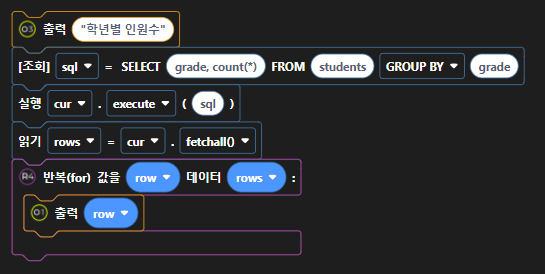 O3 출력 "학년별 인원수"
[조회] sql = SELECT grade, count(*) FROM students GROUP BY grade
실행 cur . execute ( sql )
읽기 rows = cur . fetchall()
R4 반복(for) 값을 row 데이터 rows :
O1 출력 row